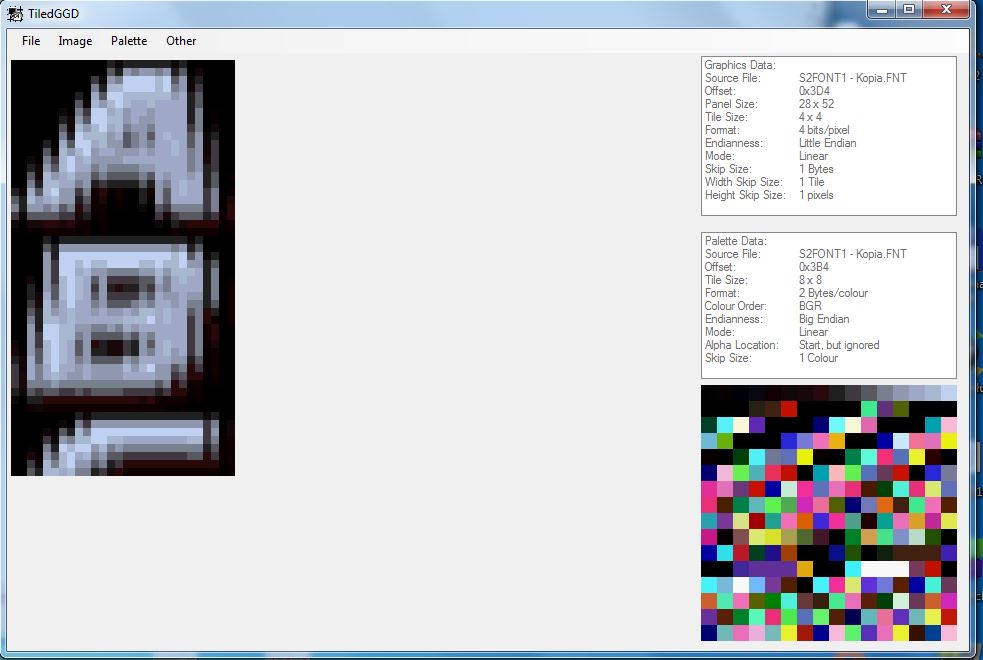 TiledGGD
File Image Palette Other
Graphics Data:
Source File: S2FONT1 - Kopia.FNT
Offset: 0x3D4
Panel Size: 28 x 52
Tile Size: 4 x 4
Format: 4 bits/pixel
Endianness: Little Endian
Mode: Linear
Skip Size: 1 Bytes
Width Skip Size: 1 Tile
Height Skip Size: 1 pixels
Palette Data:
Source File: S2FONT1 - Kopia.FNT
Offset: 0x3B4
Tile Size: 8 x 8
Format: 2 Bytes/colour
Colour Order: BGR
Endianness: Big Endian
Mode: Linear
Alpha Location: Start, but ignored
Skip Size: 1 Colour
A
B